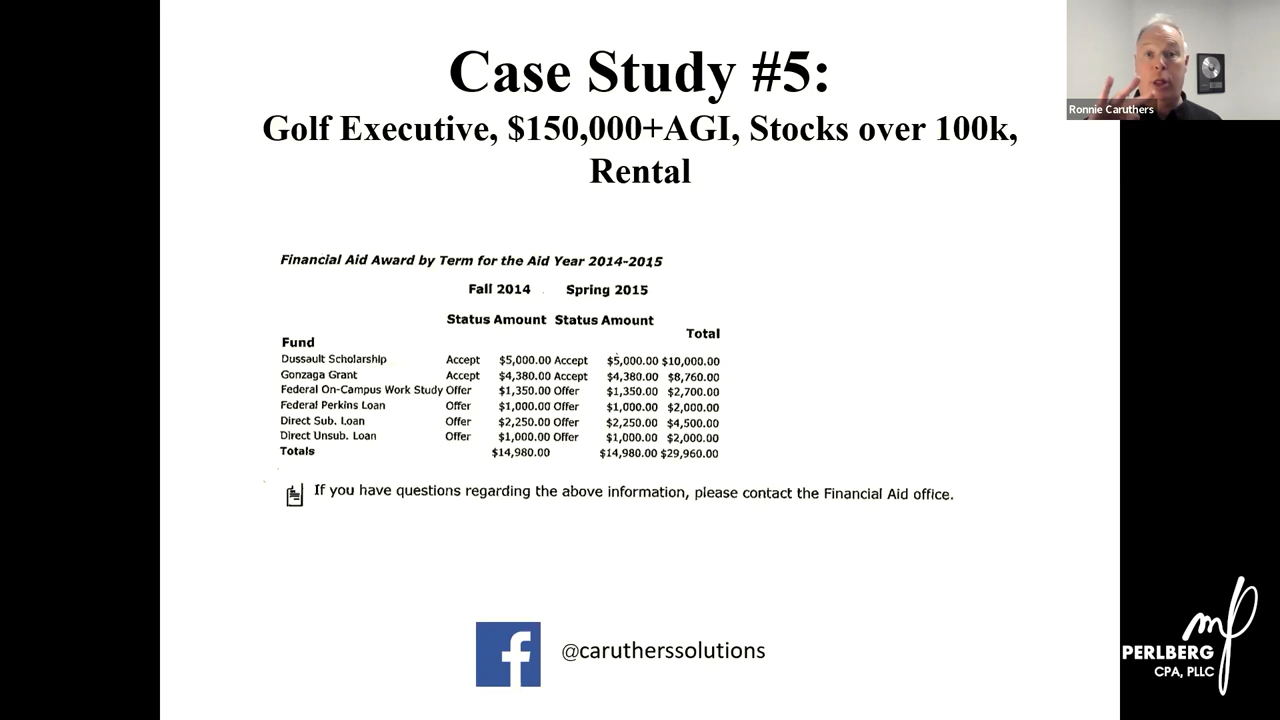 Case Study #5:
Golf Executive, $150,000+AGI, Stocks over 100k,
Rental
Ronnie Caruthers
Financial Aid Award by Term for the Aid Year 2014-2015
Fall 2014 Spring 2015
Status Amount Status Amount
Total
Fund
Dussault Scholarship Accept $5,000.00 Accept $5,000.00 $10,000.00
Gonzaga Grant Accept $4,380.00 Accept $4,380.00 $8,760.00
Federal On-Campus Work Study Offer $1,350.00 Offer $1,350.00 $2,700.00
Federal Perkins Loan Offer $1,000.00 Offer $1,000.00 $2,000.00
Direct Sub. Loan Offer $2,250.00 Offer $2,250.00 $4,500.00
Direct Unsub. Loan Offer $1,000.00 Offer $1,000.00 $2,000.00
Totals $14,980.00 $14,980.00 $29,960.00
If you have questions regarding the above information, please contact the Financial Aid office.
@carutherssolutions
mp
PERLBERG
CPA, PLLC